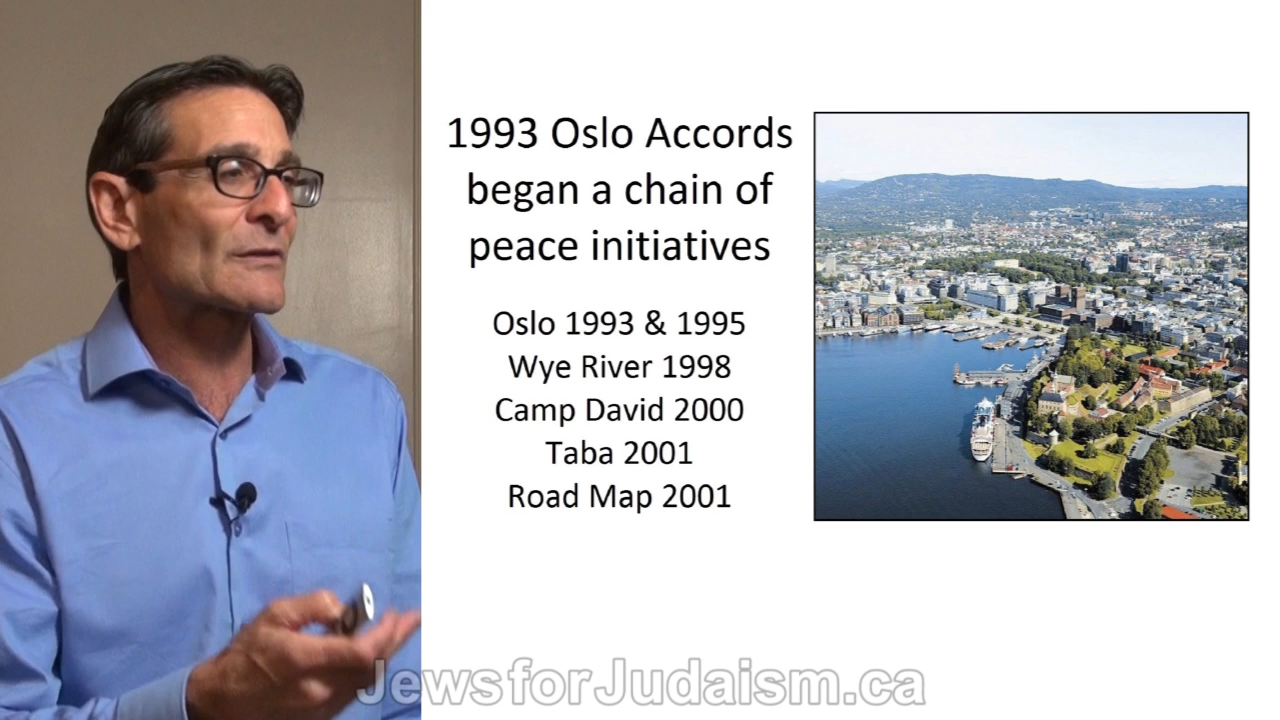 1993 Oslo Accords
began a chain of
peace initiatives
Oslo 1993 & 1995
Wye River 1998
Camp David 2000
Taba 2001
Road Map 2001
JewsforJudaism.ca